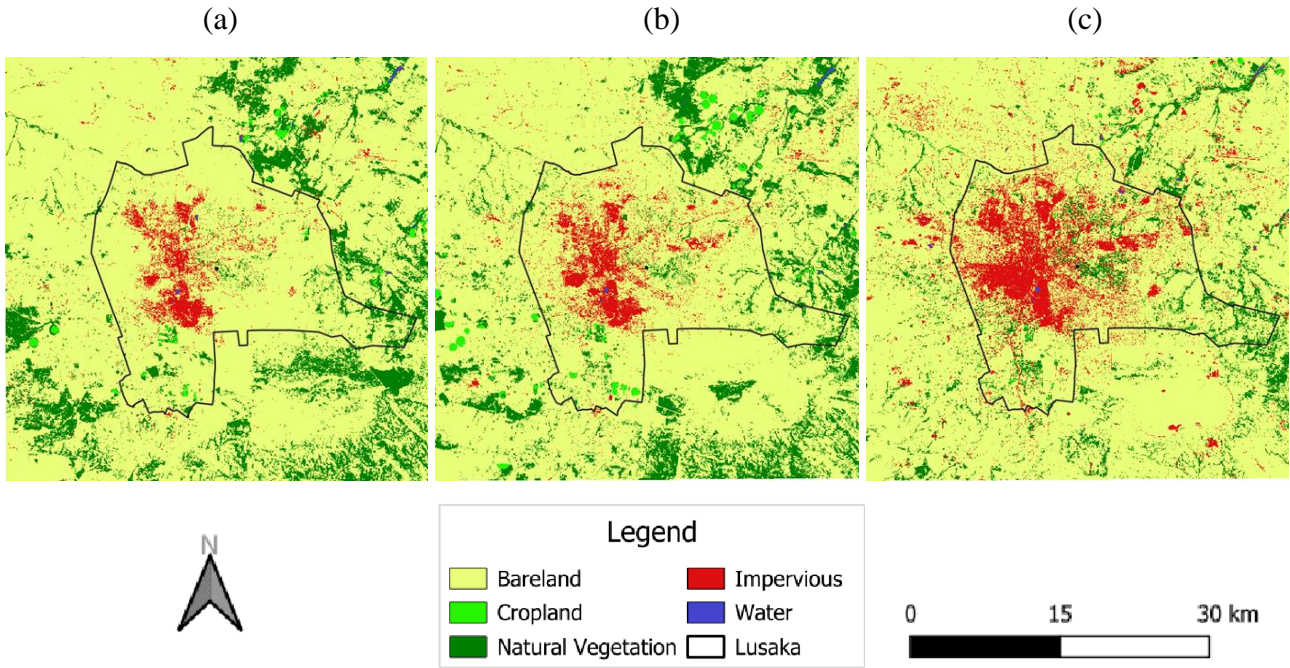 (a) (b) (c)
N
Legend
Bareland Impervious
Cropland Water
Natural Vegetation Lusaka
0 15 30 km